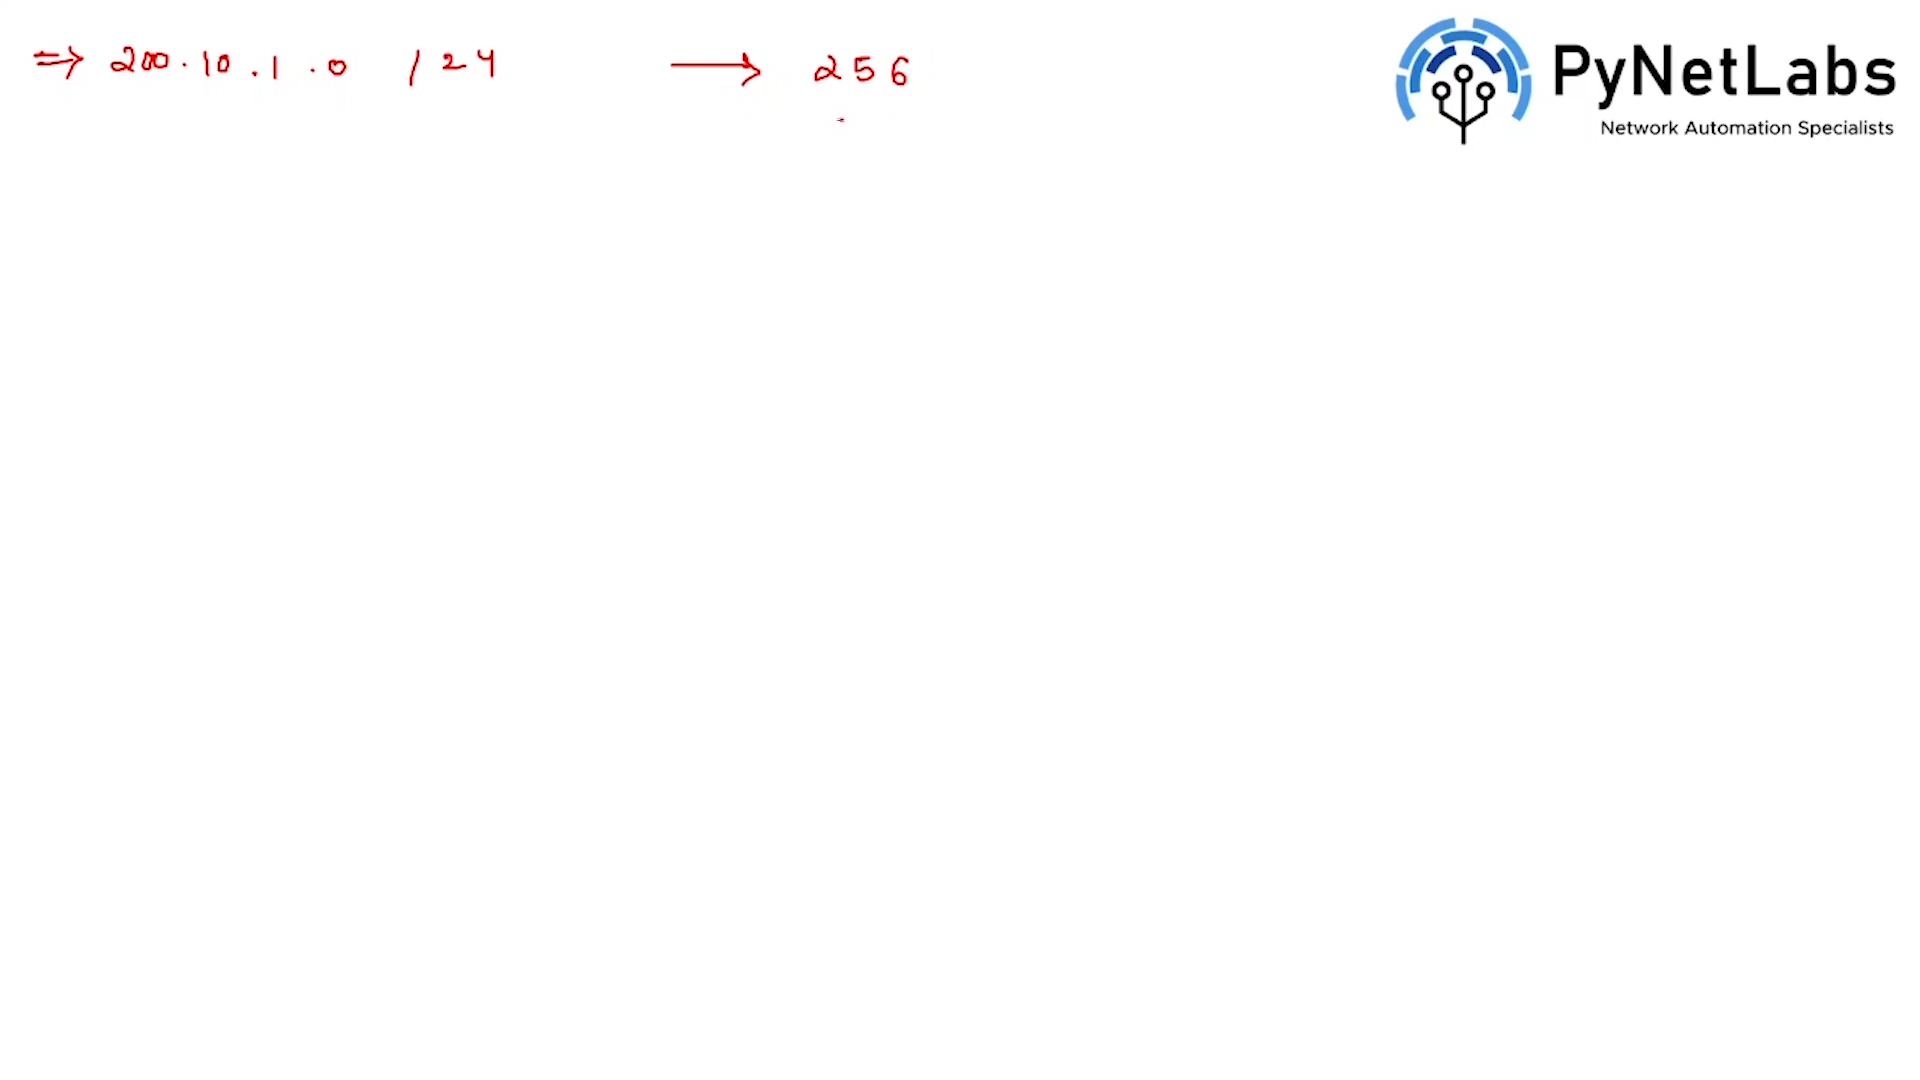 ⇒ 200.10.1.0 /24 → 256
PyNetLabs
Network Automation Specialists